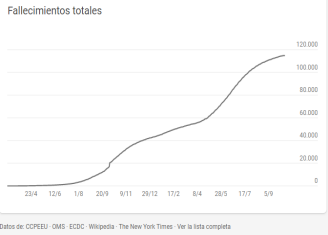 Fallecimientos totales
120.000
100.000
80.000
60.000
40.000
20.000
0
23/4 12/6 1/8 20/9 9/11 29/12 17/2 8/4 28/5 17/7 5/9
Datos de: CCPEEU · OMS · ECDC · Wikipedia · The New York Times · Ver la lista completa